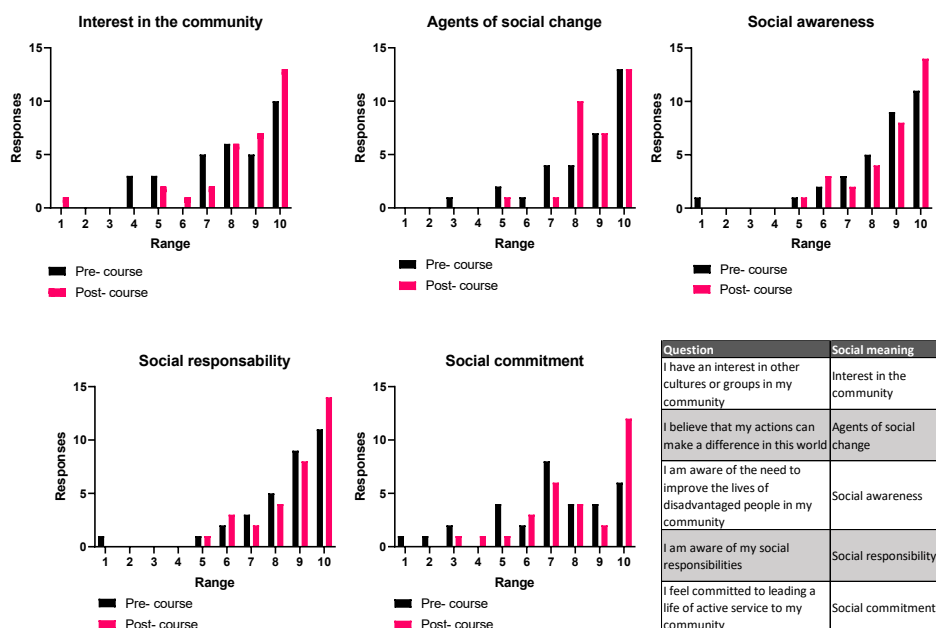 Interest in the community
15
10
5
0
Responses
1 2 3 4 5 6 7 8 9 10
Range
Pre- course
Post- course
Agents of social change
15
10
5
0
Responses
1 2 3 4 5 6 7 8 9 10
Range
Pre- course
Post- course
Social awareness
15
10
5
0
Responses
1 2 3 4 5 6 7 8 9 10
Range
Pre- course
Post- course
Social responsability
15
10
5
0
Responses
1 2 3 4 5 6 7 8 9 10
Range
Pre- course
Post- course
Social commitment
15
10
5
0
Responses
1 2 3 4 5 6 7 8 9 10
Range
Pre- course
Post- course
Question Social meaning
I have an interest in other
cultures or groups in my
community
Interest in the
community
I believe that my actions can
make a difference in this world
Agents of social
change
I am aware of the need to
improve the lives of
disadvantaged people in my
community
Social awareness
I am aware of my social
responsibilities
Social responsibility
I feel committed to leading a
life of active service to my
community
Social commitment